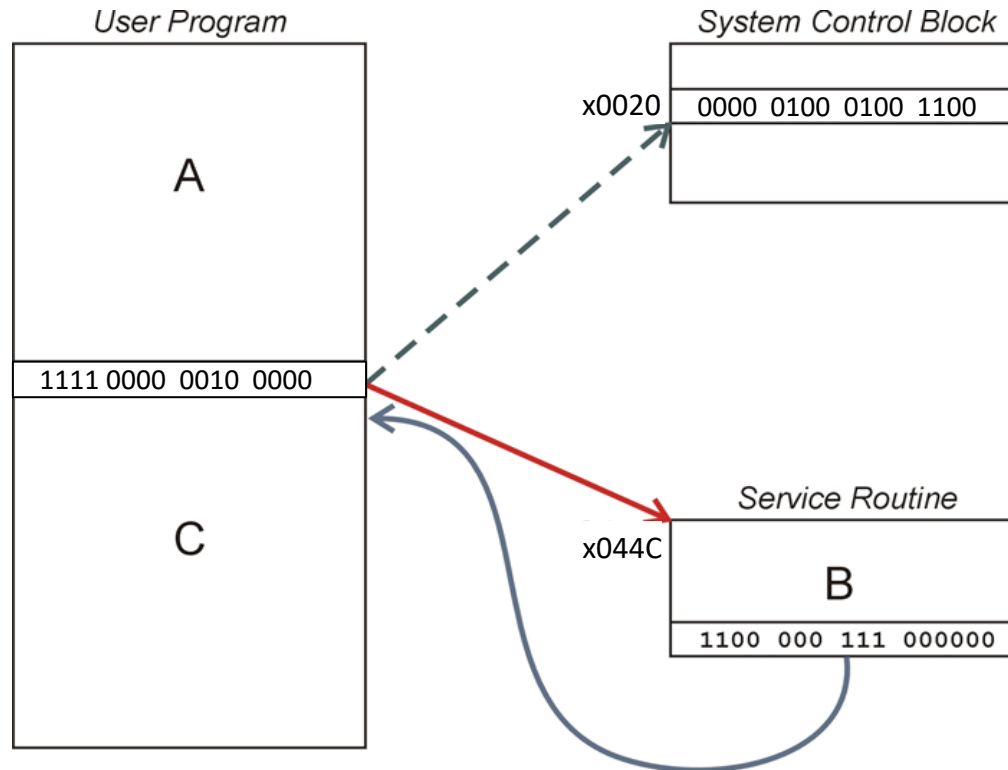 User Program
System Control Block
x0020
0000 0100 0100 1100
A
1111 0000 0010 0000
C
Service Routine
x044C
B
1100 000 111 000000